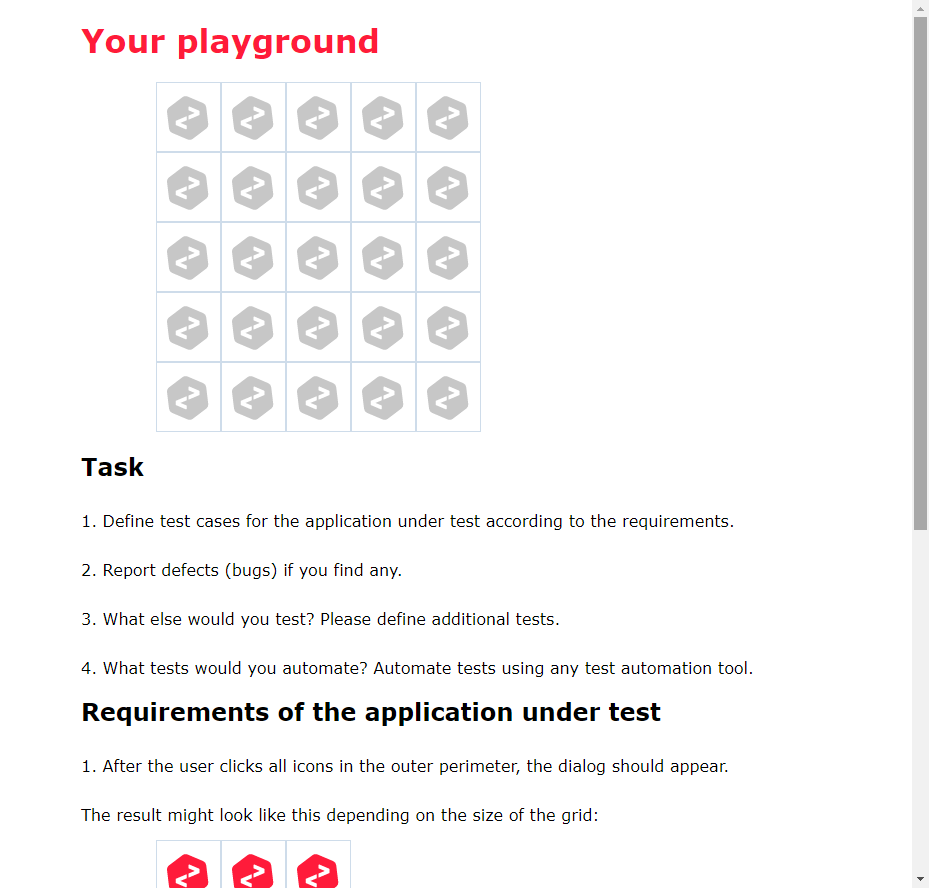 Your playground
Task
1. Define test cases for the application under test according to the requirements.
2. Report defects (bugs) if you find any.
3. What else would you test? Please define additional tests.
4. What tests would you automate? Automate tests using any test automation tool.
Requirements of the application under test
1. After the user clicks all icons in the outer perimeter, the dialog should appear.
The result might look like this depending on the size of the grid: